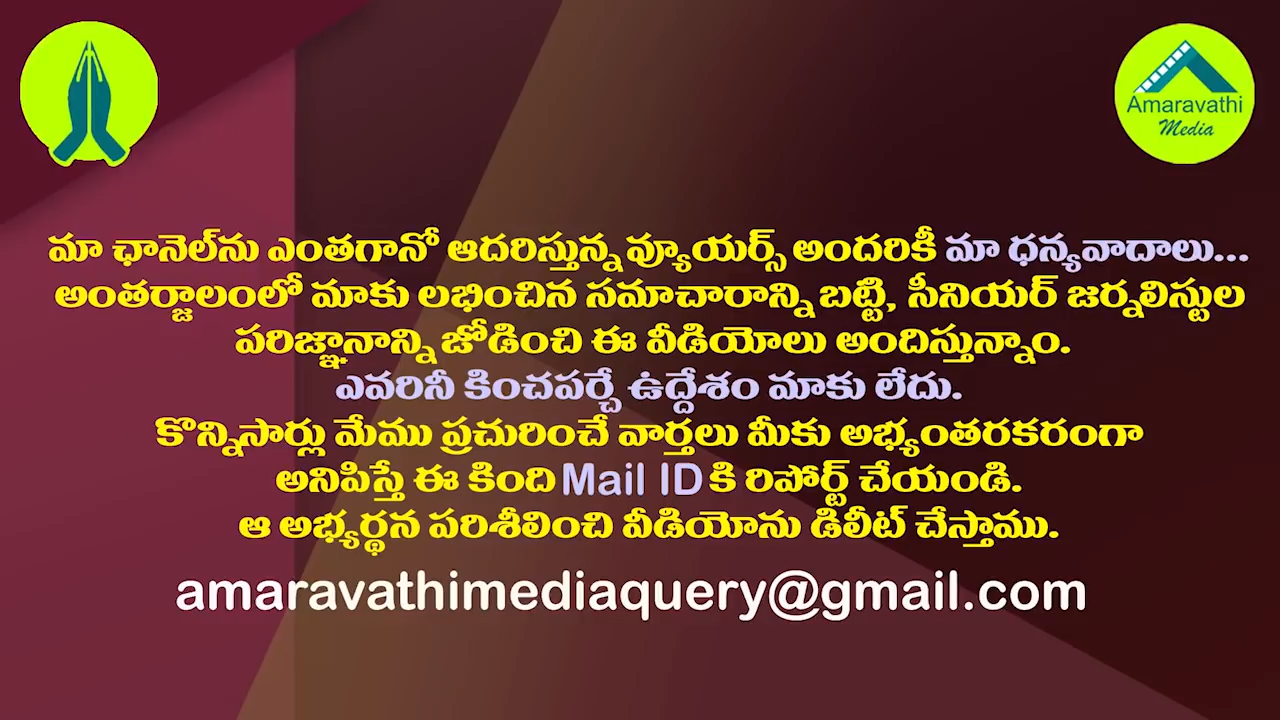 Amaravathi
Media
మా ఛానెల్‌ను ఎంతగానో ఆదరిస్తున్న వ్యూయర్స్ అందరికీ మా ధన్యవాదాలు...
అంతర్జాలంలో మాకు లభించిన సమాచారాన్ని బట్టి, సీనియర్ జర్నలిస్టుల
పరిజ్ఞానాన్ని జోడించి ఈ వీడియోలు అందిస్తున్నాం.
ఎవరినీ కించపర్చే ఉద్దేశం మాకు లేదు.
కొన్నిసార్లు మేము ప్రచురించే వార్తలు మీకు అభ్యంతరకరంగా
అనిపిస్తే ఈ కింది Mail ID కి రిపోర్ట్ చేయండి.
ఆ అభ్యర్థన పరిశీలించి వీడియోను డిలీట్ చేస్తాము.
amaravathimediaquery@gmail.com